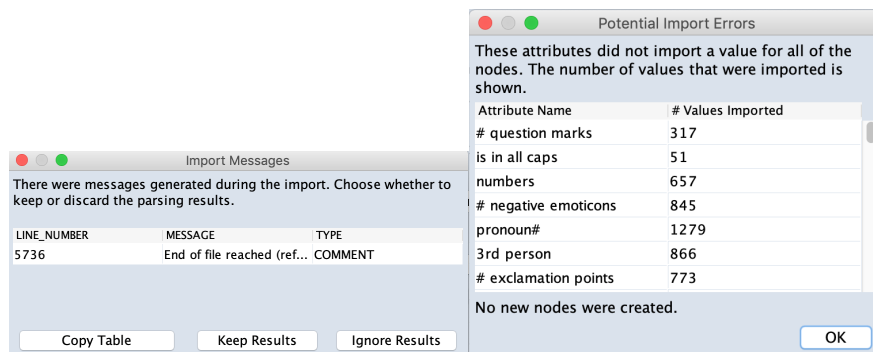 Import Messages
There were messages generated during the import. Choose whether to
keep or discard the parsing results.
LINE_NUMBER MESSAGE TYPE
5736 End of file reached (ref... COMMENT
Copy Table Keep Results Ignore Results
Potential Import Errors
These attributes did not import a value for all of the
nodes. The number of values that were imported is
shown.
Attribute Name # Values Imported
# question marks 317
is in all caps 51
numbers 657
# negative emoticons 845
pronoun# 1279
3rd person 866
# exclamation points 773
No new nodes were created.
OK